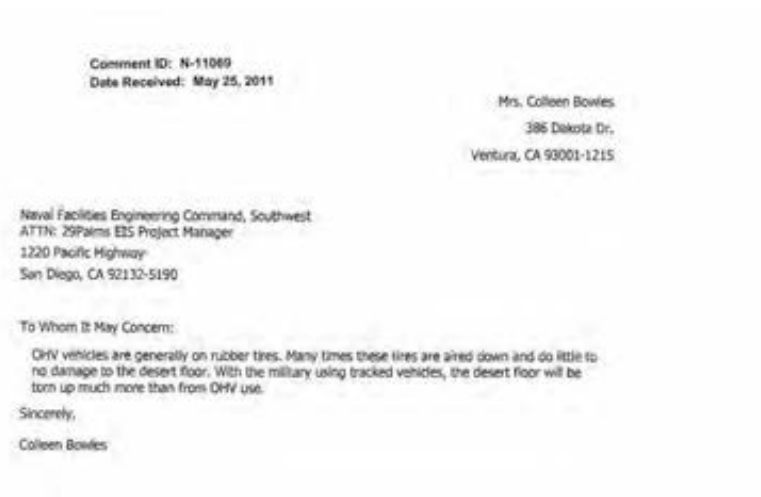 Comment ID: N-11069
Date Received: May 25, 2011
Mrs. Colleen Bowles
386 Dakota Dr.
Ventura, CA 93001-1215
Naval Facilities Engineering Command, Southwest
ATTN: 29Palms EIS Project Manager
1220 Pacific Highway
San Diego, CA 92132-5190
To Whom It May Concern:
OHV vehicles are generally on rubber tires. Many times these tires are aired down and do little to
no damage to the desert floor. With the military using tracked vehicles, the desert floor will be
torn up much more than from OHV use.
Sincerely,
Colleen Bowles